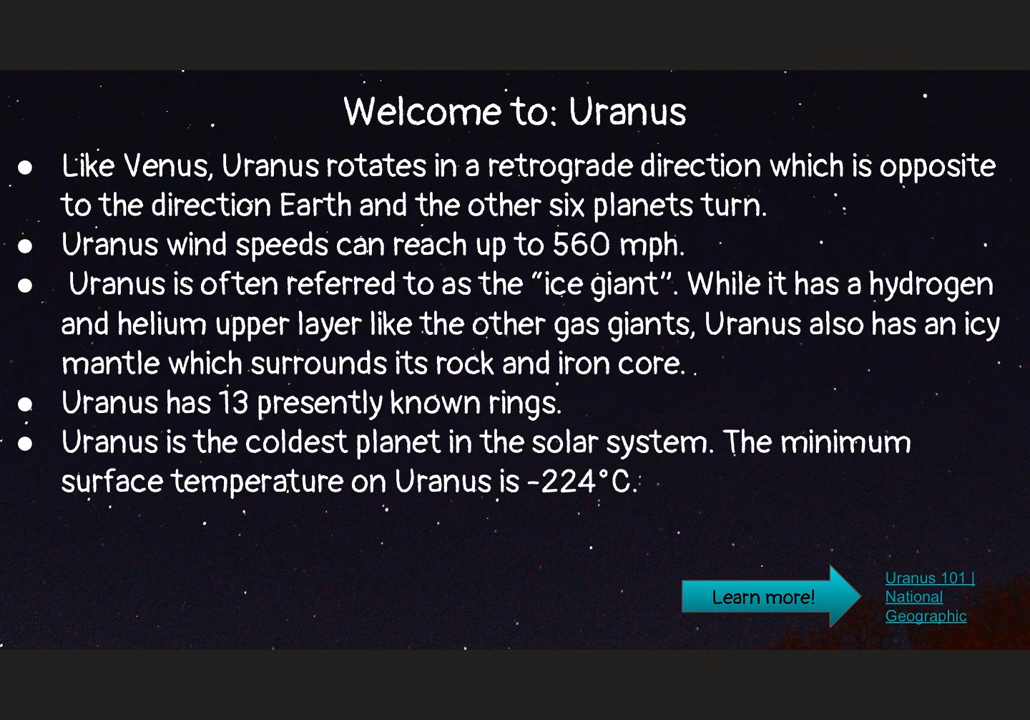 Welcome to: Uranus
● Like Venus, Uranus rotates in a retrograde direction which is opposite
to the direction Earth and the other six planets turn.
● Uranus wind speeds can reach up to 560 mph.
● Uranus is often referred to as the “ice giant”. While it has a hydrogen
and helium upper layer like the other gas giants, Uranus also has an icy
mantle which surrounds its rock and iron core.
● Uranus has 13 presently known rings.
● Uranus is the coldest planet in the solar system. The minimum
surface temperature on Uranus is -224°C.
Learn more!
Uranus 101 |
National
Geographic